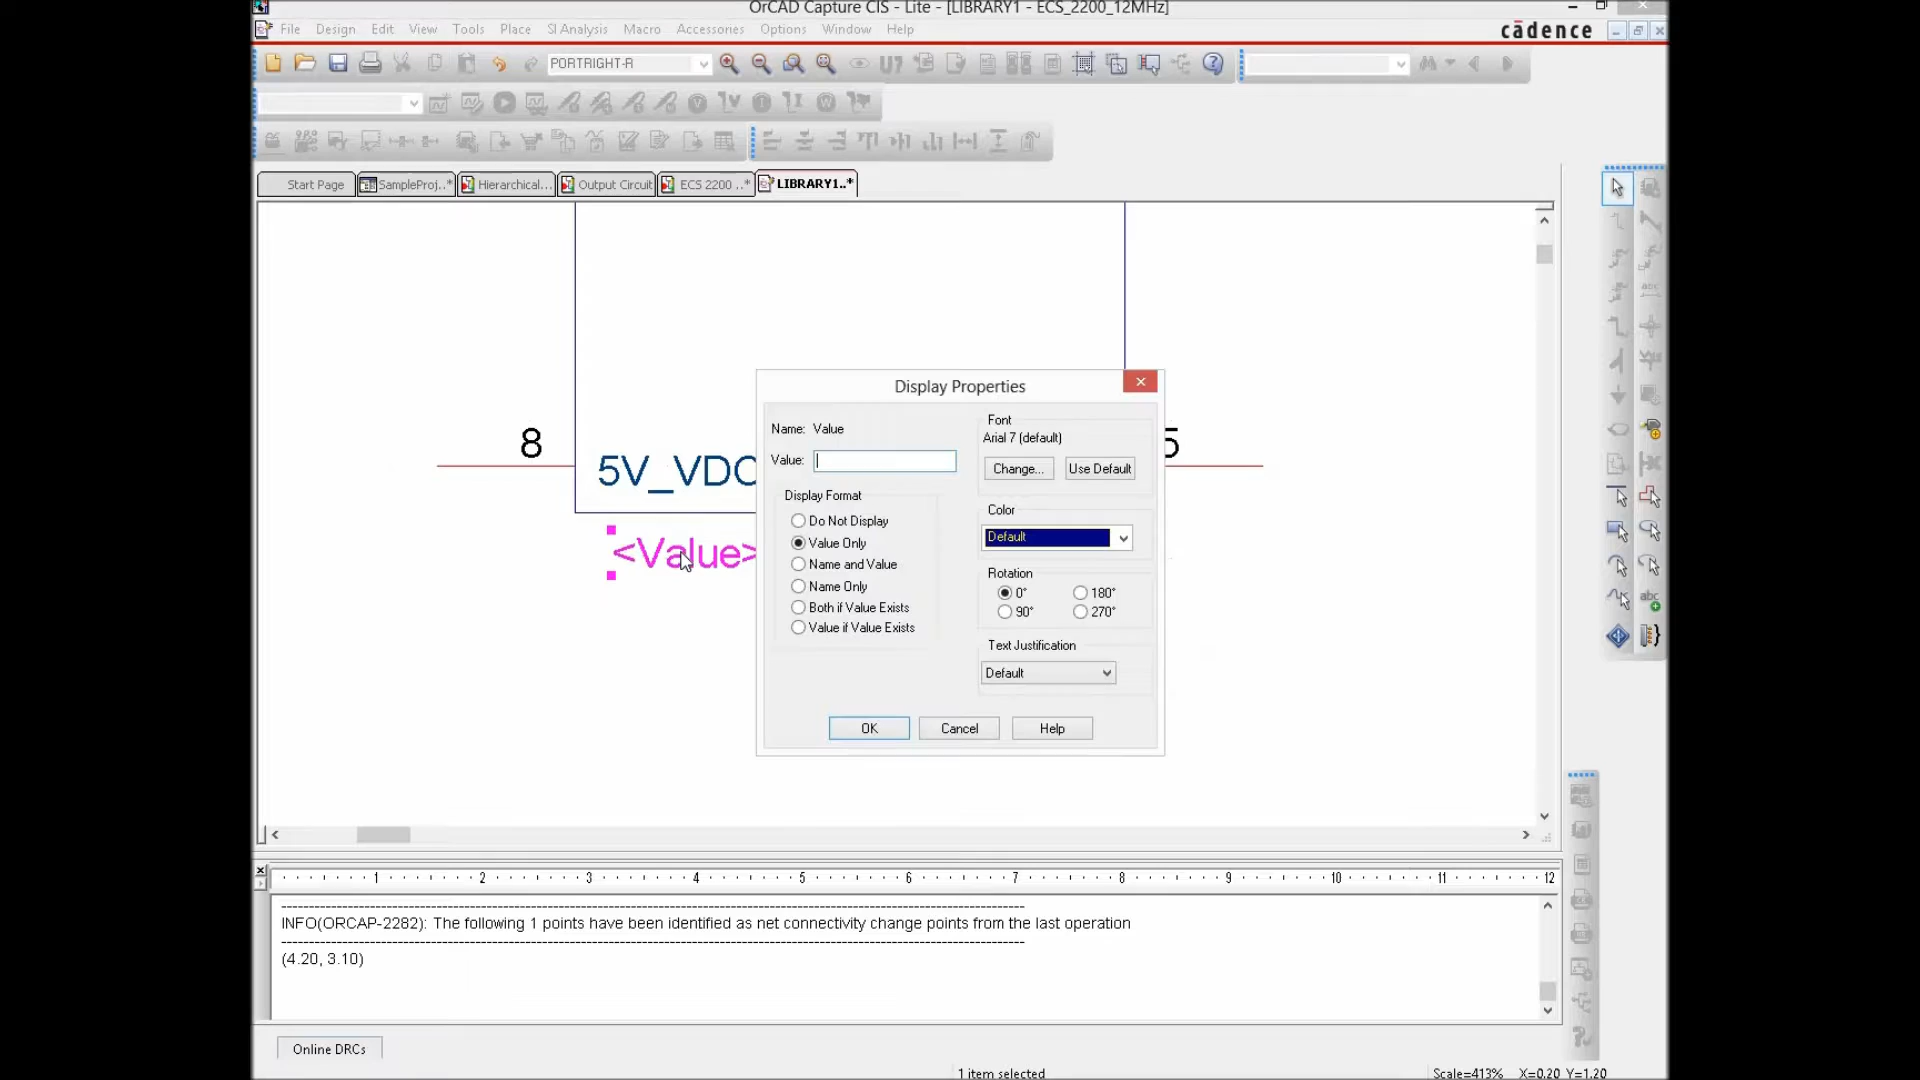 OrCAD Capture CIS - Lite - [LIBRARY1 - ECS_2200_12MHz]
File Design Edit View Tools Place SI Analysis Macro Accessories Options Window Help
cādence
PORTRIGHT-R
U?
Start Page
SampleProj..*
Hierarchical...
Output Circuit
ECS 2200 ..*
LIBRARY1..*
8
5V_VDC
5
<Value>
Display Properties
Name: Value
Value:
Display Format
Do Not Display
Value Only
Name and Value
Name Only
Both if Value Exists
Value if Value Exists
Font
Arial 7 (default)
Change... Use Default
Color
Default
Rotation
0° 180°
90° 270°
Text Justification
Default
OK Cancel Help
1 2 3 4 5 6 7 8 9 10 11 12
INFO(ORCAP-2282): The following 1 points have been identified as net connectivity change points from the last operation
(4.20, 3.10)
Online DRCs
1 item selected Scale=413% X=0.20 Y=1.20